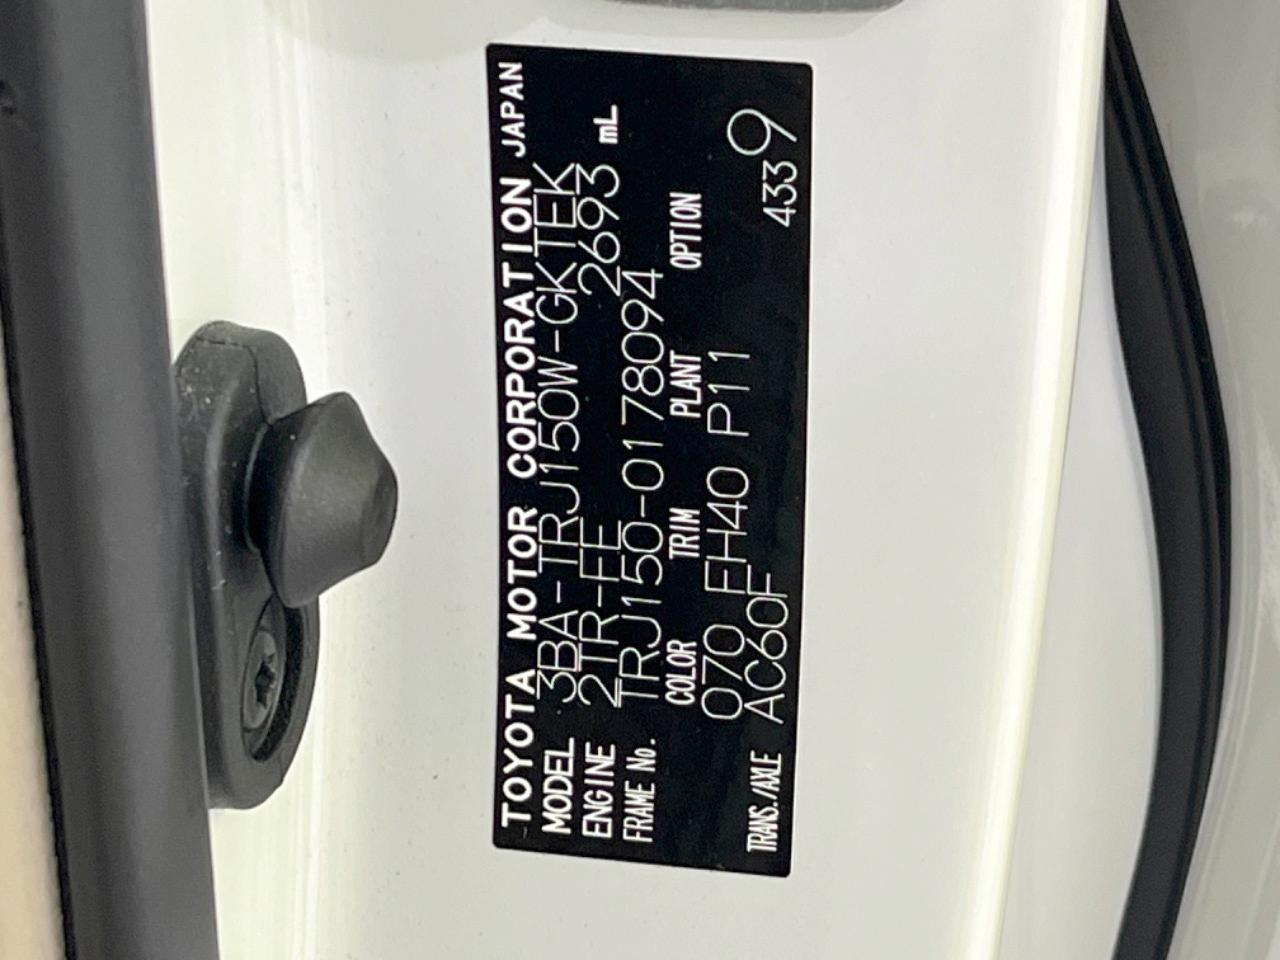 TOYOTA MOTOR CORPORATION JAPAN
MODEL 3BA-TRJ150W-GKTEK
ENGINE 2TR-FE 2693 mL
FRAME No. TRJ150-0178094
COLOR TRIM PLANT OPTION
070 FH40 P11
TRANS./AXLE AC60F 433 9